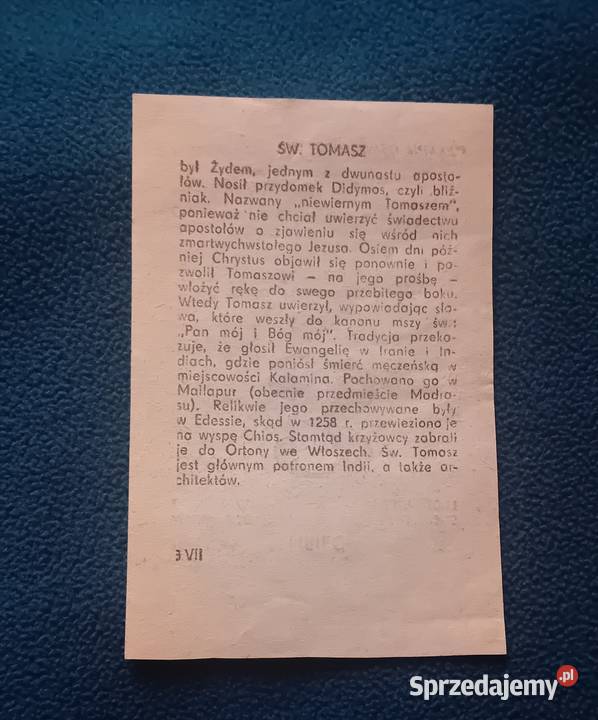 ŚW. TOMASZ
był Żydem, jednym z dwunastu aposto-
łów. Nosił przydomek Didymos, czyli bliź-
niak. Nazwany „niewiernym Tomaszem",
ponieważ nie chciał uwierzyć świadectwu
apostołów o zjawieniu się wśród nich
zmartwychwstałego Jezusa. Osiem dni póź-
niej Chrystus objawił się ponownie i po-
zwolił Tomaszowi – na jego prośbę –
włożyć rękę do swego przebitego boku.
Wtedy Tomasz uwierzył, wypowiadając sło-
wa, które weszły do kanonu mszy św.:
„Pan mój i Bóg mój". Tradycja przeka-
zuje, że głosił Ewangelię w Iranie i In-
diach, gdzie poniósł śmierć męczeńską w
miejscowości Kalamina. Pochowano go w
Mailapur (obecnie przedmieście Madra-
su). Relikwie jego przechowywane były
w Edessie, skąd w 1258 r. przewieziono je
na wyspę Chios. Stamtąd krzyżowcy zabrali
je do Ortony we Włoszech. Św. Tomasz
jest głównym patronem Indii, a także ar-
chitektów.
3 VII
Sprzedajemy.pl